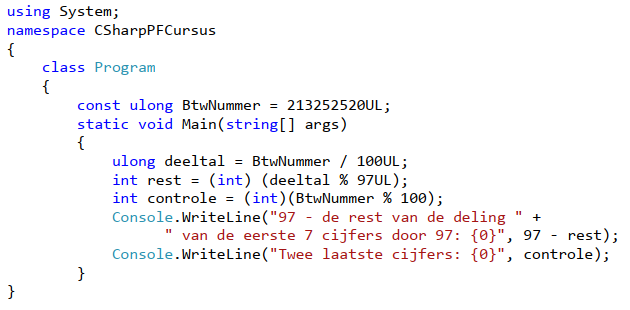 using System;
namespace CSharpPFCursus
{
    class Program
    {
        const ulong BtwNummer = 213252520UL;
        static void Main(string[] args)
        {
            ulong deeltal = BtwNummer / 100UL;
            int rest = (int) (deeltal % 97UL);
            int controle = (int)(BtwNummer % 100);
            Console.WriteLine("97 - de rest van de deling " +
                  " van de eerste 7 cijfers door 97: {0}", 97 - rest);
            Console.WriteLine("Twee laatste cijfers: {0}", controle);
        }
    }
}